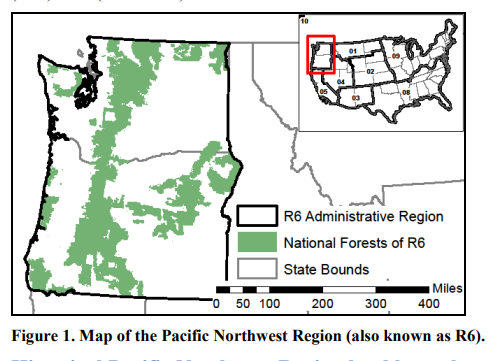 10
01
09
02
04
05
03
08
R6 Administrative Region
National Forests of R6
State Bounds
Miles
0 50 100 200 300 400
Figure 1. Map of the Pacific Northwest Region (also known as R6).